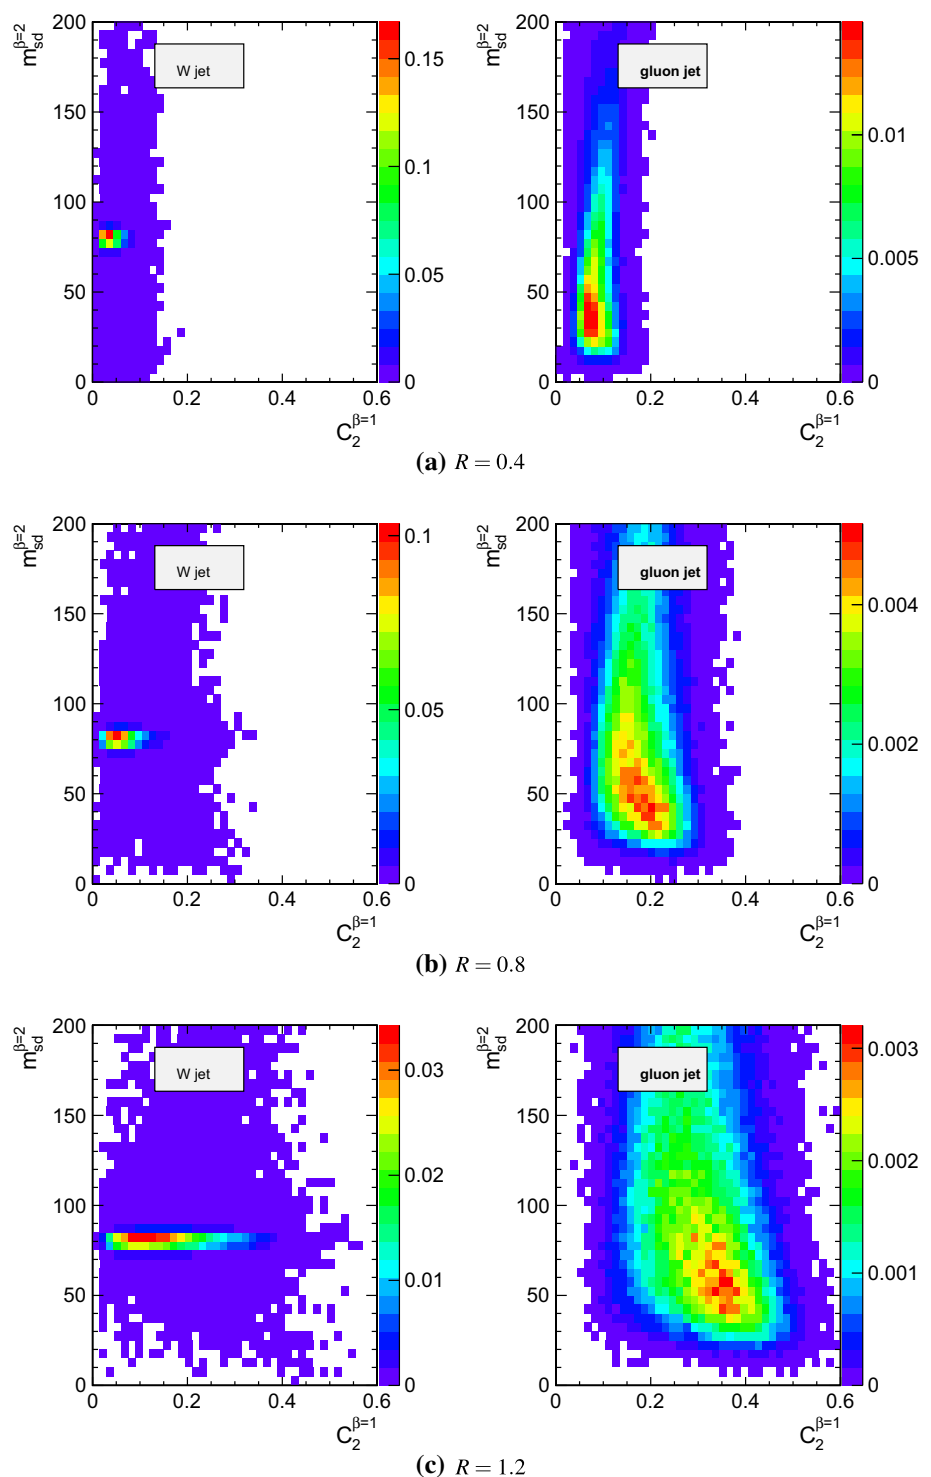 m_sd^β=2
200
150
100
50
0
W jet
0.15
0.1
0.05
0
0 0.2 0.4 0.6
C_2^β=1
m_sd^β=2
200
150
100
50
0
gluon jet
0.01
0.005
0
0 0.2 0.4 0.6
C_2^β=1
(a) R = 0.4
m_sd^β=2
200
150
100
50
0
W jet
0.1
0.05
0
0 0.2 0.4 0.6
C_2^β=1
m_sd^β=2
200
150
100
50
0
gluon jet
0.004
0.002
0
0 0.2 0.4 0.6
C_2^β=1
(b) R = 0.8
m_sd^β=2
200
150
100
50
0
W jet
0.03
0.02
0.01
0
0 0.2 0.4 0.6
C_2^β=1
m_sd^β=2
200
150
100
50
0
gluon jet
0.003
0.002
0.001
0
0 0.2 0.4 0.6
C_2^β=1
(c) R = 1.2